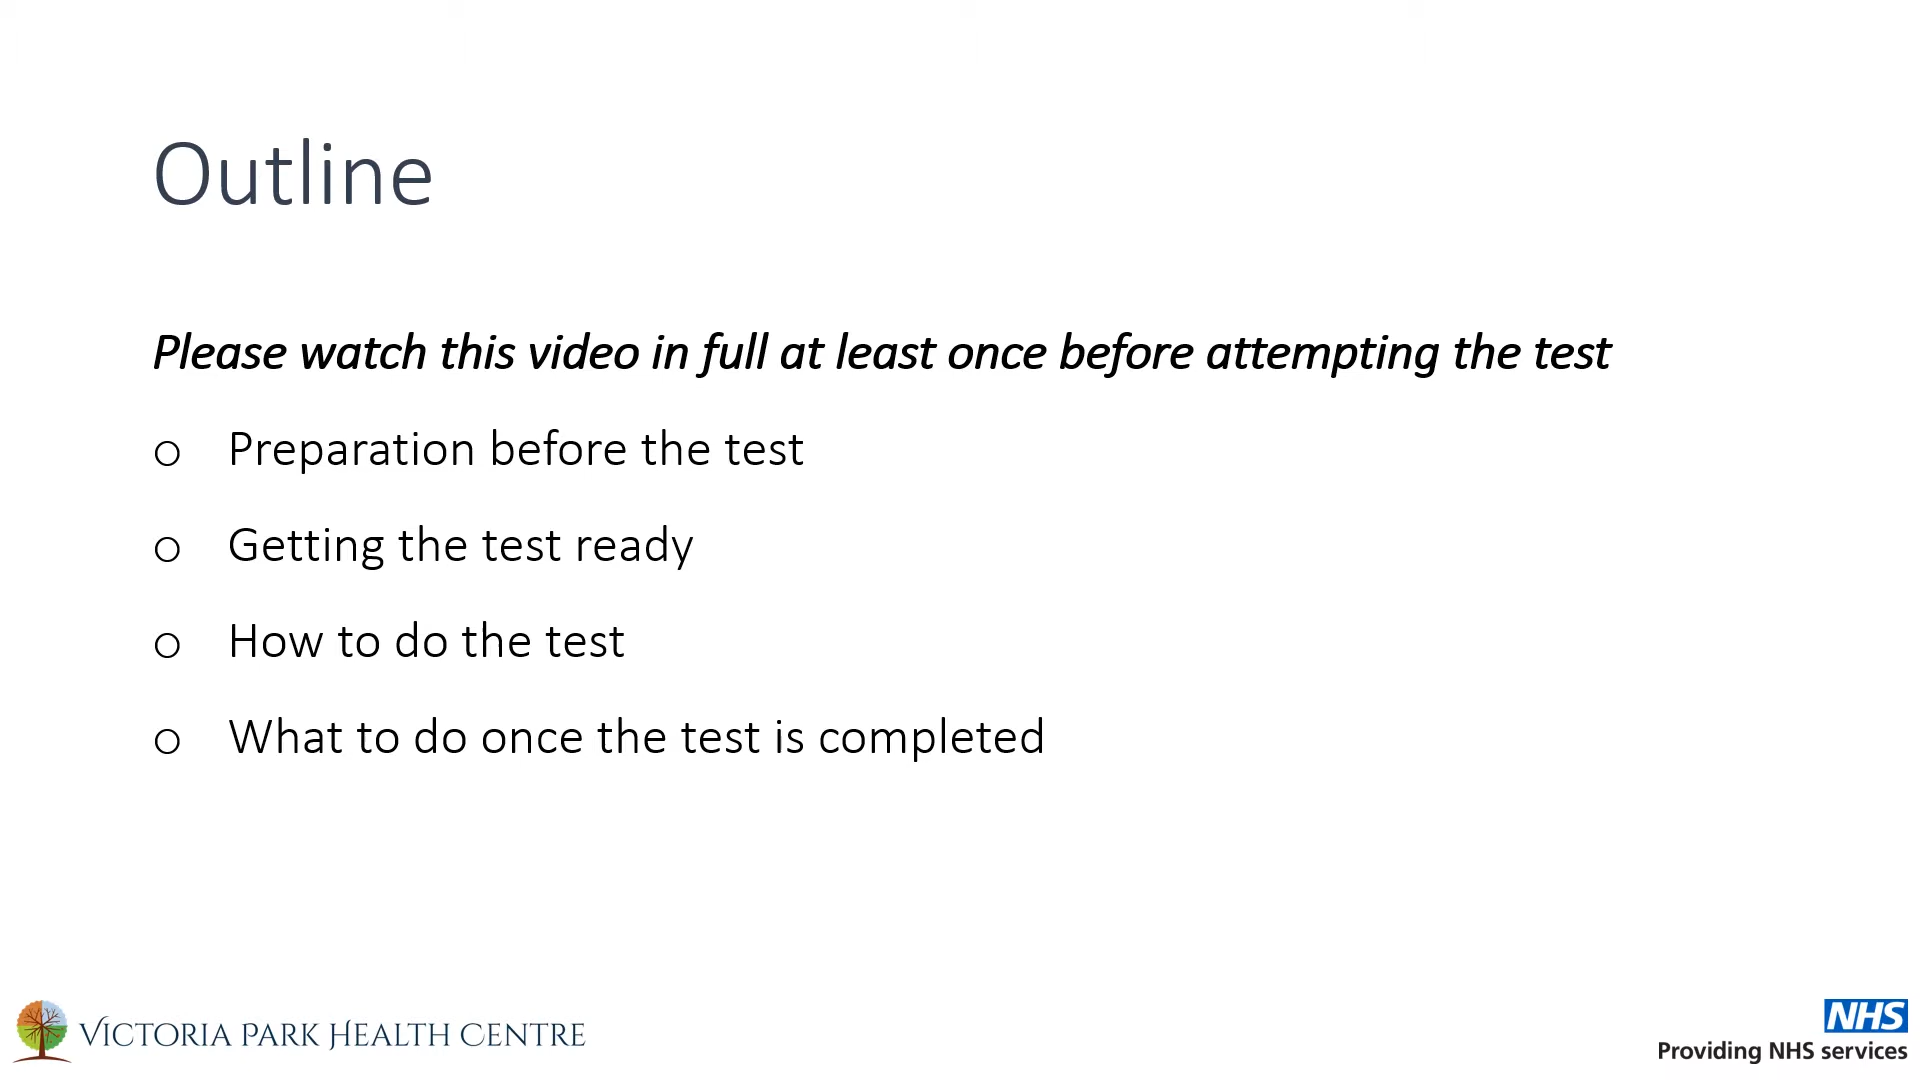 Outline
Please watch this video in full at least once before attempting the test
o Preparation before the test
o Getting the test ready
o How to do the test
o What to do once the test is completed
VICTORIA PARK HEALTH CENTRE
NHS
Providing NHS services